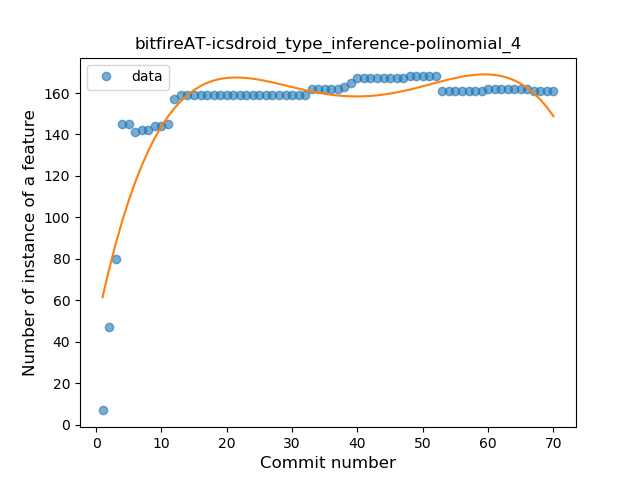 bitfireAT-icsdroid_type_inference-polinomial_4
data
Number of instance of a feature
160
140
120
100
80
60
40
20
0
0 10 20 30 40 50 60 70
Commit number